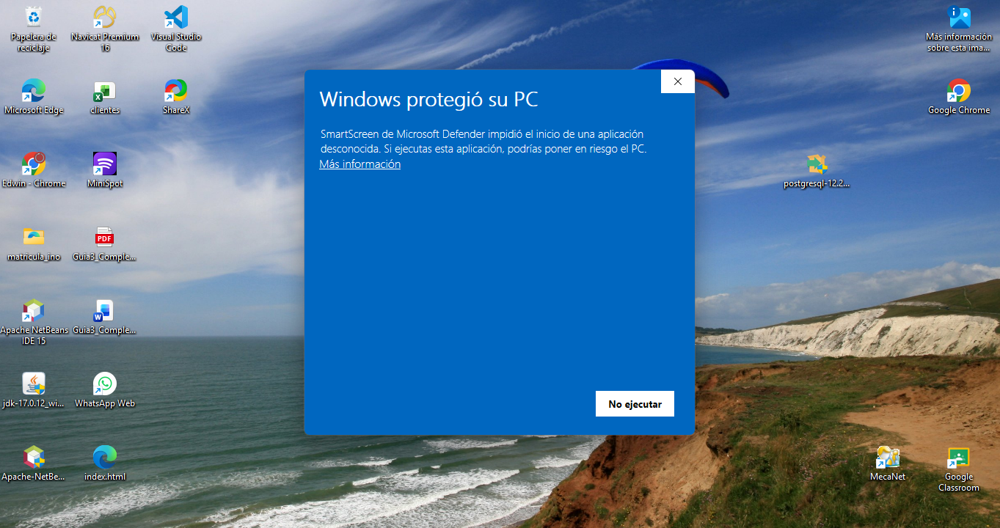 Papelera de
reciclaje
Navicat Premium
16
Visual Studio
Code
Más información
sobre esta ima...
Microsoft Edge
clientes
ShareX
Google Chrome
Edwin - Chrome
MiniSpot
postgresql-12.2...
matricula_ino
PDF
Guia3_Comple...
Apache NetBeans
IDE 15
Guia3_Comple...
jdk-17.0.12_wi...
WhatsApp Web
Apache-NetBe...
index.html
MecaNet
Google
Classroom
Windows protegió su PC
SmartScreen de Microsoft Defender impidió el inicio de una aplicación
desconocida. Si ejecutas esta aplicación, podrías poner en riesgo el PC.
Más información
No ejecutar